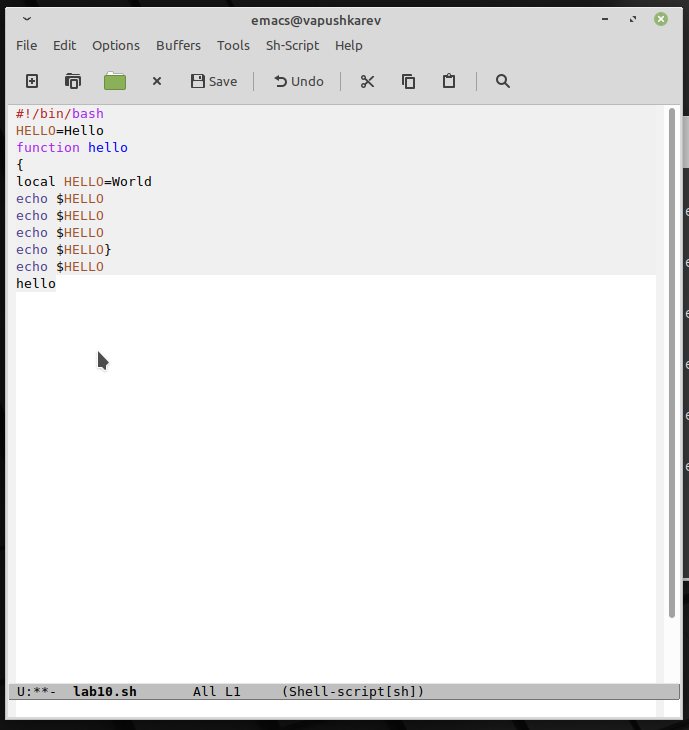 emacs@vapushkarev
File Edit Options Buffers Tools Sh-Script Help
Save Undo
#!/bin/bash
HELLO=Hello
function hello
{
local HELLO=World
echo $HELLO
echo $HELLO
echo $HELLO
echo $HELLO}
echo $HELLO
hello
U:**- lab10.sh All L1 (Shell-script[sh])